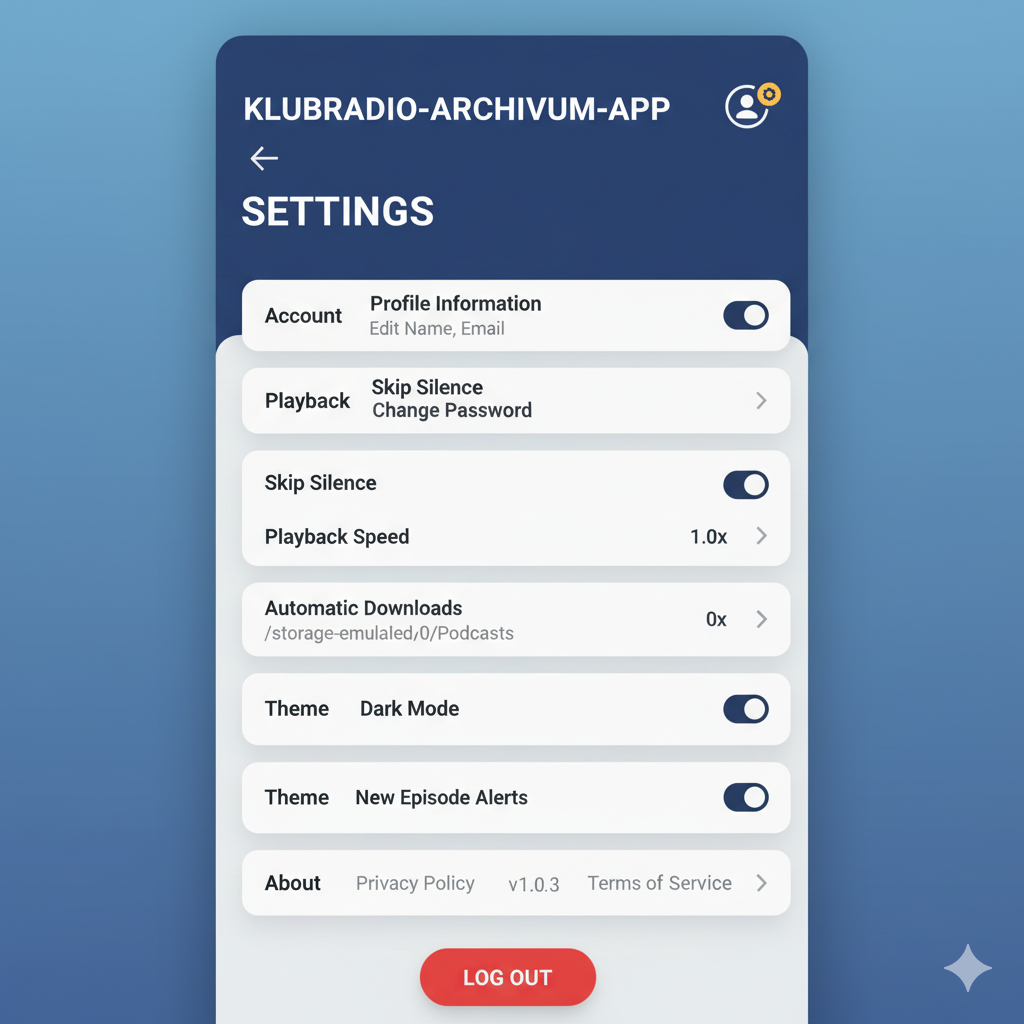 KLUBRADIO-ARCHIVUM-APP
SETTINGS
Account
Profile Information
Edit Name, Email
Playback
Skip Silence
Change Password
Skip Silence
Playback Speed 1.0x
Automatic Downloads
/storage-emulaled,0/Podcasts
0x
Theme Dark Mode
Theme New Episode Alerts
About Privacy Policy v1.0.3 Terms of Service
LOG OUT